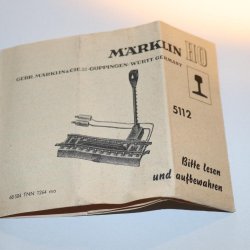 MÄRKLIN HO
GEBR. MÄRKLIN & CIE. GÖPPINGEN/WÜRTT. GERMANY
5112
Bitte lesen
und aufbewahren